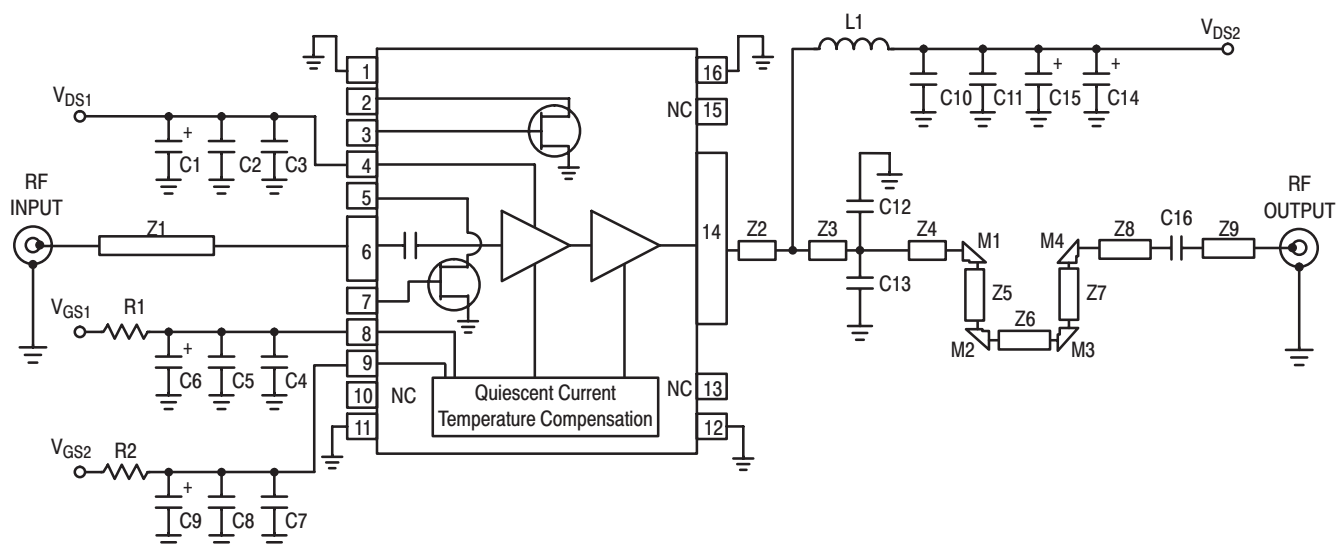 L1
VDS2
1
16
2
NC
15
C10
C11
+
C15
+
C14
VDS1
3
+
C1
C2
C3
4
RF
INPUT
5
RF
OUTPUT
C12
Z1
6
14
Z2
Z3
Z4
M1
M4
Z8
C16
Z9
C13
7
Z5
Z7
VGS1
R1
8
Z6
M2
M3
+
C6
C5
C4
9
10
NC
Quiescent Current
Temperature Compensation
NC
13
11
12
VGS2
R2
+
C9
C8
C7